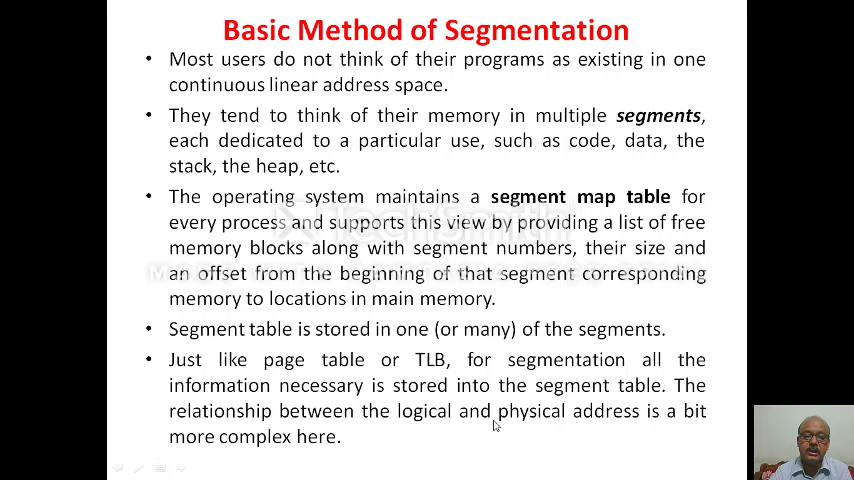 Basic Method of Segmentation
• Most users do not think of their programs as existing in one
continuous linear address space.
• They tend to think of their memory in multiple segments,
each dedicated to a particular use, such as code, data, the
stack, the heap, etc.
• The operating system maintains a segment map table for
every process and supports this view by providing a list of free
memory blocks along with segment numbers, their size and
an offset from the beginning of that segment corresponding
memory to locations in main memory.
• Segment table is stored in one (or many) of the segments.
• Just like page table or TLB, for segmentation all the
information necessary is stored into the segment table. The
relationship between the logical and physical address is a bit
more complex here.
TechSmith